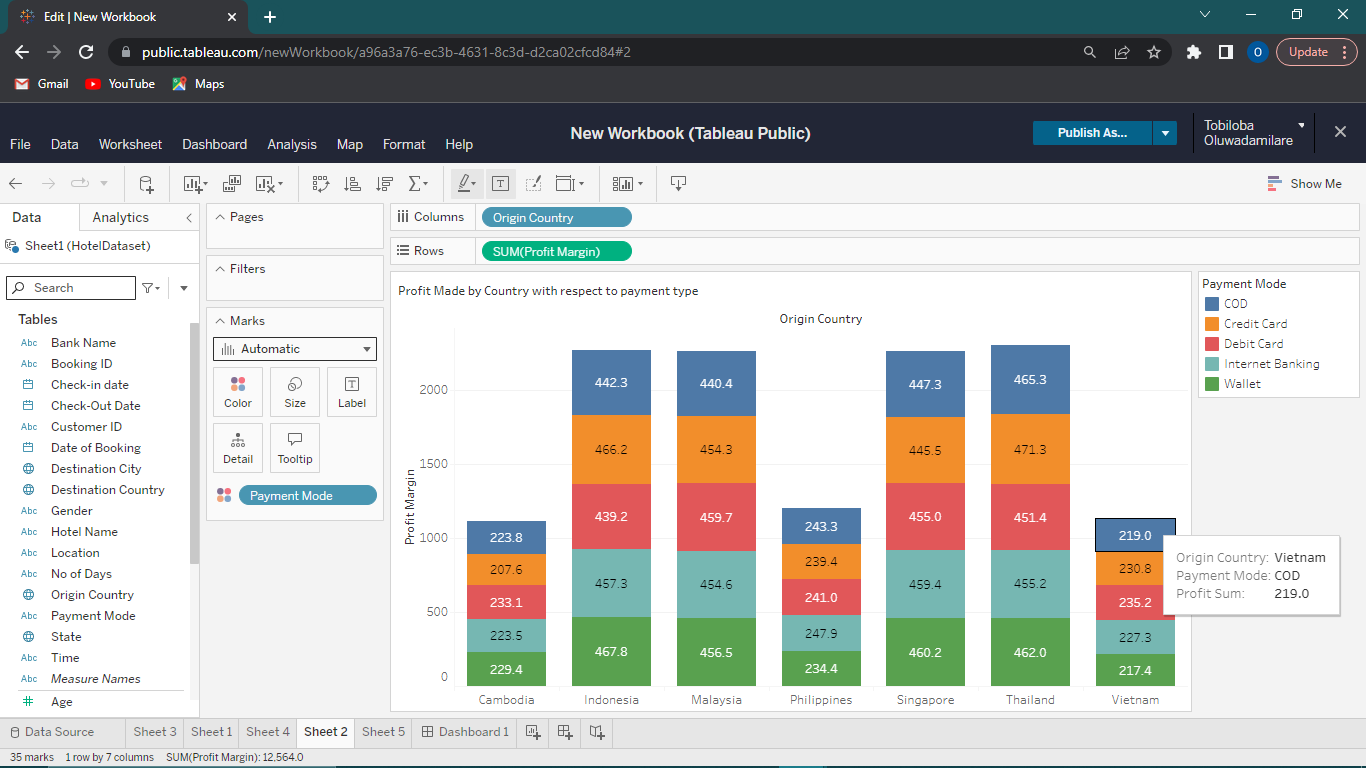 Edit | New Workbook
public.tableau.com/newWorkbook/a96a3a76-ec3b-4631-8c3d-d2ca02cfcd84#2
O
Update
Gmail
YouTube
Maps
File
Data
Worksheet
Dashboard
Analysis
Map
Format
Help
New Workbook (Tableau Public)
Publish As...
Tobiloba
Oluwadamilare
Show Me
Data
Analytics
Sheet1 (HotelDataset)
Search
Tables
Abc Bank Name
Abc Booking ID
Check-in date
Check-Out Date
Abc Customer ID
Date of Booking
Destination City
Destination Country
Abc Gender
Abc Hotel Name
Abc Location
Abc No of Days
Origin Country
Abc Payment Mode
State
Abc Time
Abc Measure Names
Age
Pages
Filters
Marks
Automatic
Color
Size
Label
Detail
Tooltip
Payment Mode
Columns
Origin Country
Rows
SUM(Profit Margin)
Profit Made by Country with respect to payment type
Origin Country
Profit Margin
2000
1500
1000
500
0
223.8
207.6
233.1
223.5
229.4
442.3
466.2
439.2
457.3
467.8
440.4
454.3
459.7
454.6
456.5
243.3
239.4
241.0
247.9
234.4
447.3
445.5
455.0
459.4
460.2
465.3
471.3
451.4
455.2
462.0
219.0
230.8
235.2
227.3
217.4
Cambodia
Indonesia
Malaysia
Philippines
Singapore
Thailand
Vietnam
Origin Country: Vietnam
Payment Mode: COD
Profit Sum: 219.0
Payment Mode
COD
Credit Card
Debit Card
Internet Banking
Wallet
Data Source
Sheet 3
Sheet 1
Sheet 4
Sheet 2
Sheet 5
Dashboard 1
35 marks
1 row by 7 columns
SUM(Profit Margin): 12,564.0